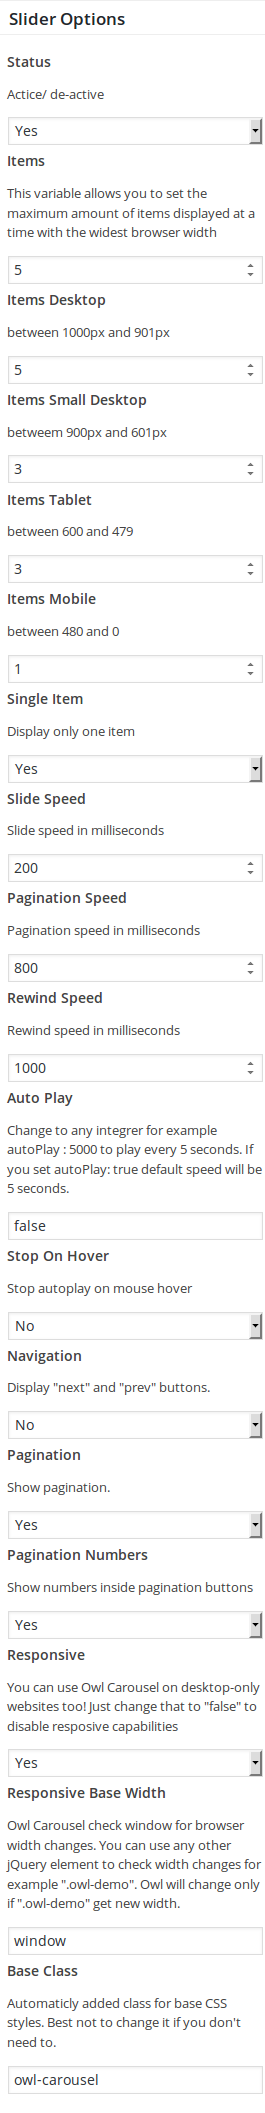 Slider Options
Status
Actice/ de-active
Yes
Items
This variable allows you to set the
maximum amount of items displayed at a
time with the widest browser width
5
Items Desktop
between 1000px and 901px
5
Items Small Desktop
betweem 900px and 601px
3
Items Tablet
between 600 and 479
3
Items Mobile
between 480 and 0
1
Single Item
Display only one item
Yes
Slide Speed
Slide speed in milliseconds
200
Pagination Speed
Pagination speed in milliseconds
800
Rewind Speed
Rewind speed in milliseconds
1000
Auto Play
Change to any integrer for example
autoPlay : 5000 to play every 5 seconds. If
you set autoPlay: true default speed will be
5 seconds.
false
Stop On Hover
Stop autoplay on mouse hover
No
Navigation
Display "next" and "prev" buttons.
No
Pagination
Show pagination.
Yes
Pagination Numbers
Show numbers inside pagination buttons
Yes
Responsive
You can use Owl Carousel on desktop-only
websites too! Just change that to "false" to
disable resposive capabilities
Yes
Responsive Base Width
Owl Carousel check window for browser
width changes. You can use any other
jQuery element to check width changes for
example ".owl-demo". Owl will change only
if ".owl-demo" get new width.
window
Base Class
Automaticly added class for base CSS
styles. Best not to change it if you don't
need to.
owl-carousel